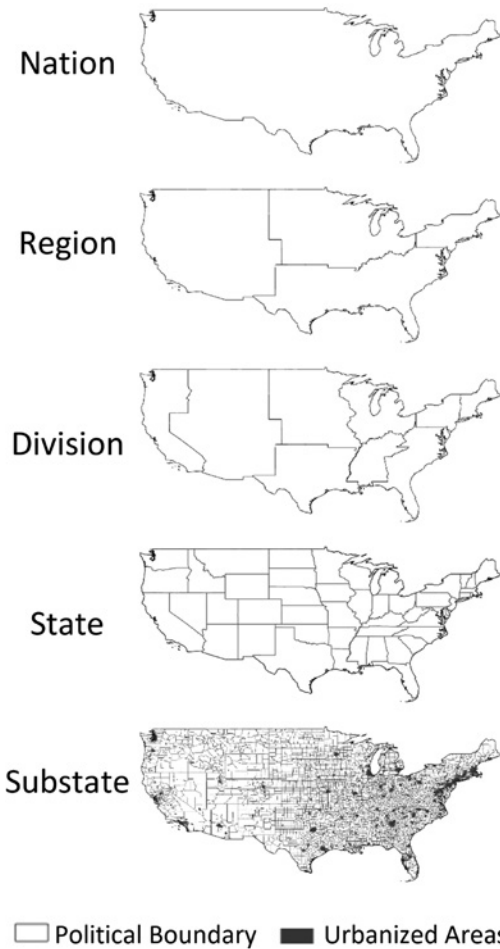 Nation
Region
Division
State
Substate
Political Boundary Urbanized Areas